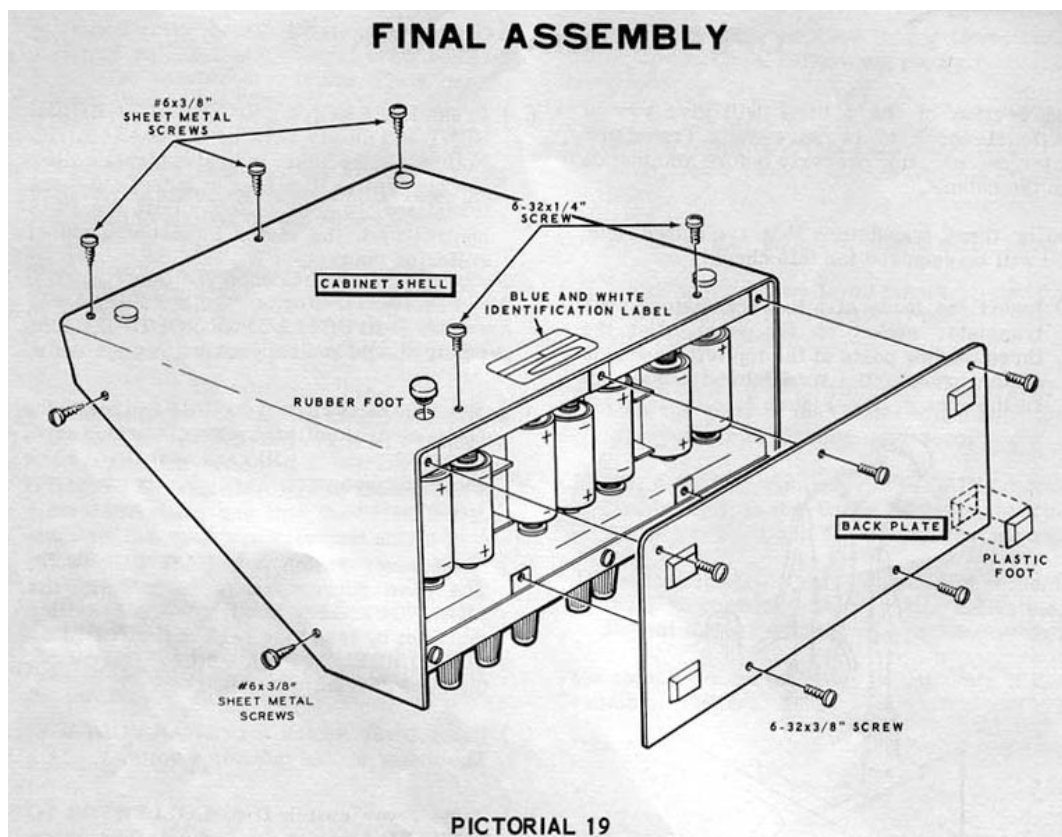 FINAL ASSEMBLY
#6x3/8"
SHEET METAL
SCREWS
6-32x1/4"
SCREW
CABINET SHELL
BLUE AND WHITE
IDENTIFICATION LABEL
RUBBER FOOT
BACK PLATE
PLASTIC
FOOT
#6x3/8"
SHEET METAL
SCREWS
6-32x3/8" SCREW
PICTORIAL 19